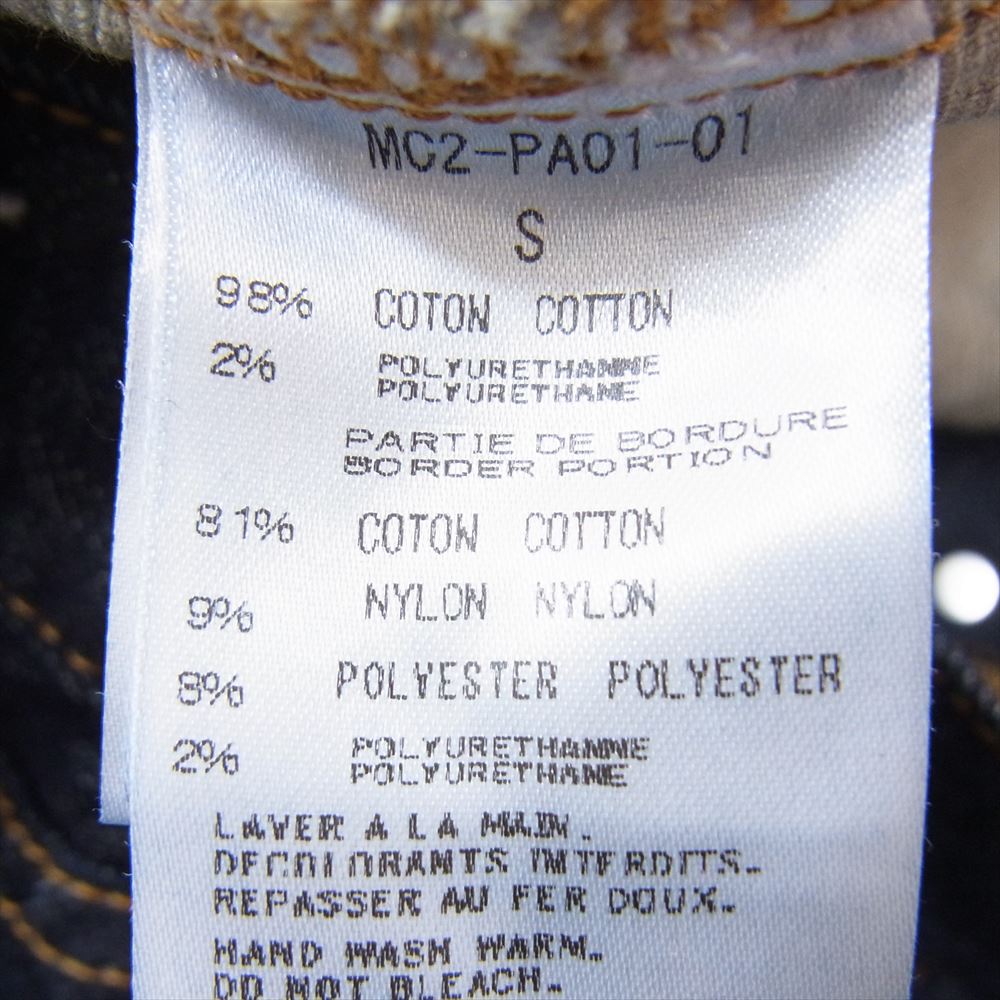 MC2-PA01-01
S
98% COTON COTTON
2% POLYURETHANNE
POLYURETHANE
PARTIE DE BORDURE
BORDER PORTION
81% COTON COTTON
9% NYLON NYLON
8% POLYESTER POLYESTER
2% POLYURETHANNE
POLYURETHANE
LAVER A LA MAIN.
DECOLORANTS INTERDITS.
REPASSER AU FER DOUX.
HAND WASH WARM.
DO NOT BLEACH.